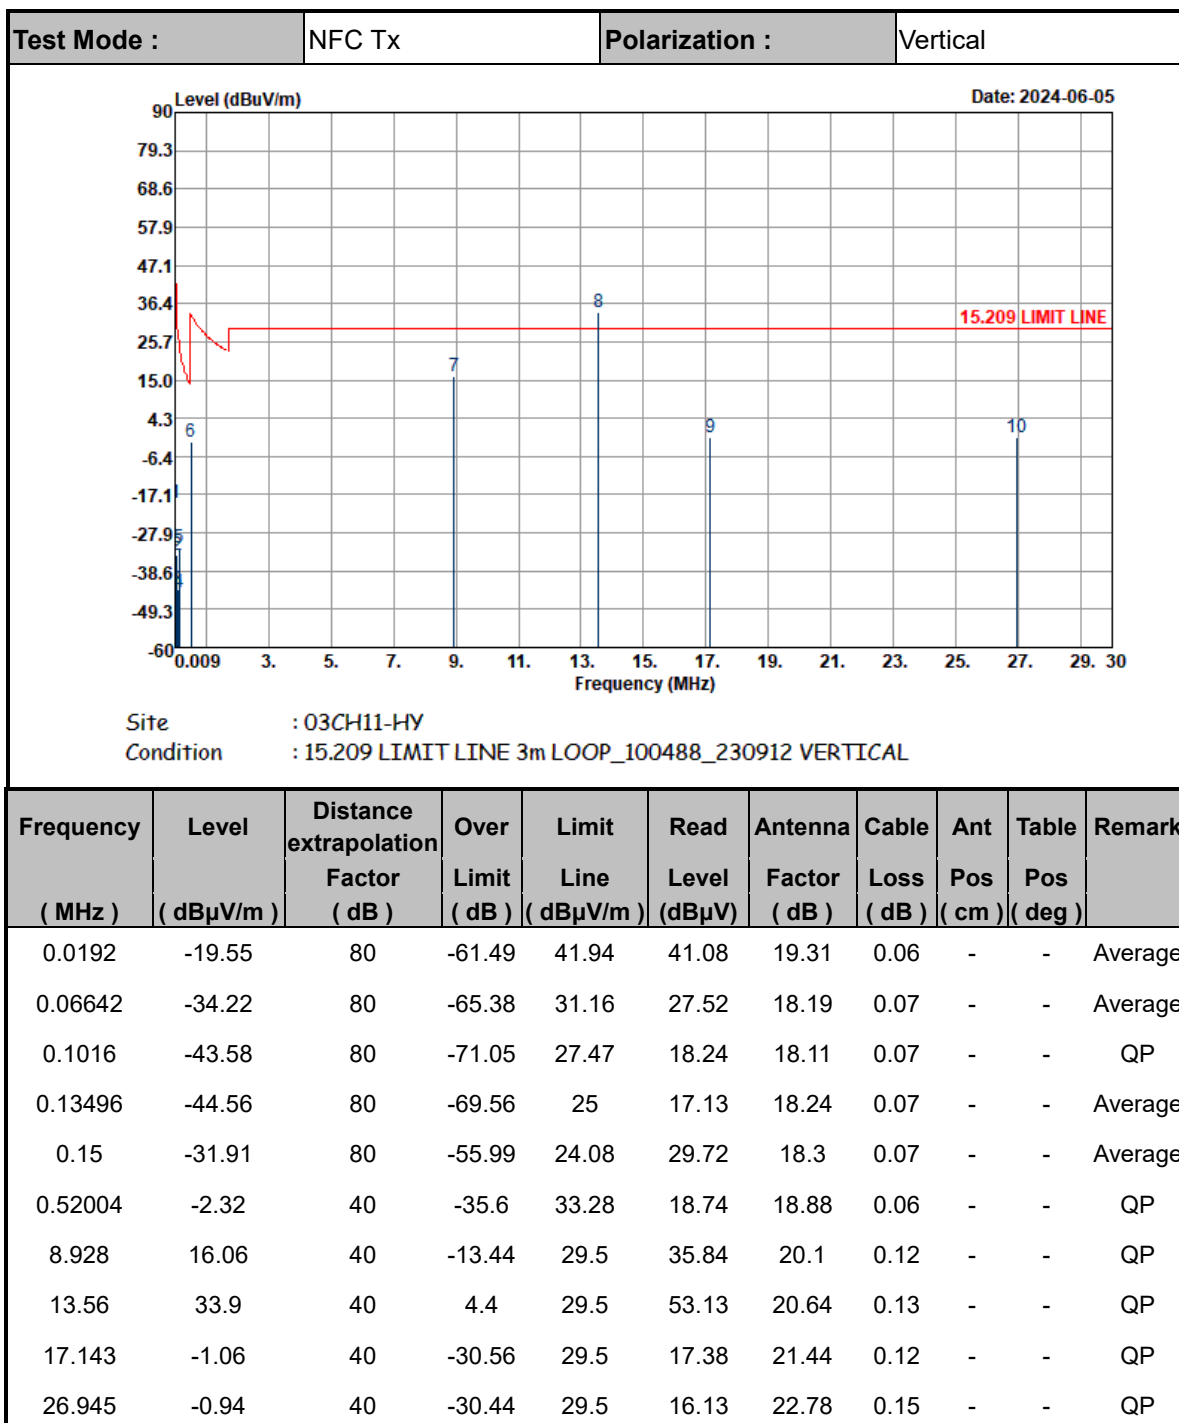 Test Mode : NFC Tx Polarization : Vertical
Level (dBuV/m) Date: 2024-06-05
90
79.3
68.6
57.9
47.1
36.4
25.7
15.0
4.3
-6.4
-17.1
-27.9
-38.6
-49.3
-60
8
15.209 LIMIT LINE
7
6
9
10
1
5
0.009 3. 5. 7. 9. 11. 13. 15. 17. 19. 21. 23. 25. 27. 29. 30
Frequency (MHz)
Site : 03CH11-HY
Condition : 15.209 LIMIT LINE 3m LOOP_100488_230912 VERTICAL
Frequency Level Distance extrapolation Over Limit Read Antenna Cable Ant Table Remark
Factor Limit Line Level Factor Loss Pos Pos
( MHz ) ( dBµV/m ) ( dB ) ( dB ) ( dBµV/m ) (dBµV) ( dB ) ( dB ) ( cm ) ( deg )
0.0192 -19.55 80 -61.49 41.94 41.08 19.31 0.06 - - Average
0.06642 -34.22 80 -65.38 31.16 27.52 18.19 0.07 - - Average
0.1016 -43.58 80 -71.05 27.47 18.24 18.11 0.07 - - QP
0.13496 -44.56 80 -69.56 25 17.13 18.24 0.07 - - Average
0.15 -31.91 80 -55.99 24.08 29.72 18.3 0.07 - - Average
0.52004 -2.32 40 -35.6 33.28 18.74 18.88 0.06 - - QP
8.928 16.06 40 -13.44 29.5 35.84 20.1 0.12 - - QP
13.56 33.9 40 4.4 29.5 53.13 20.64 0.13 - - QP
17.143 -1.06 40 -30.56 29.5 17.38 21.44 0.12 - - QP
26.945 -0.94 40 -30.44 29.5 16.13 22.78 0.15 - - QP